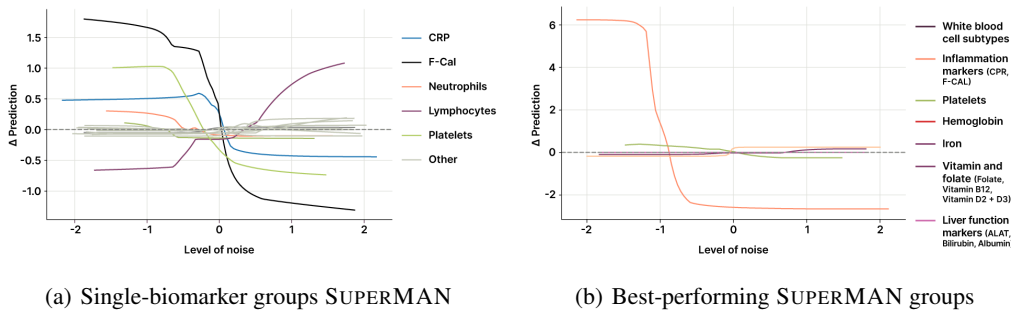 1.5
1.0
0.5
0.0
-0.5
-1.0
Δ Prediction
-2
-1
0
1
2
Level of noise
CRP
F-Cal
Neutrophils
Lymphocytes
Platelets
Other
6
4
2
0
-2
Δ Prediction
-2
-1
0
1
2
Level of noise
White blood
cell subtypes
Inflammation
markers (CPR,
F-CAL)
Platelets
Hemoglobin
Iron
Vitamin and
folate (Folate,
Vitamin B12,
Vitamin D2 + D3)
Liver function
markers (ALAT,
Bilirubin, Albumin)
(a) Single-biomarker groups SUPERMAN
(b) Best-performing SUPERMAN groups